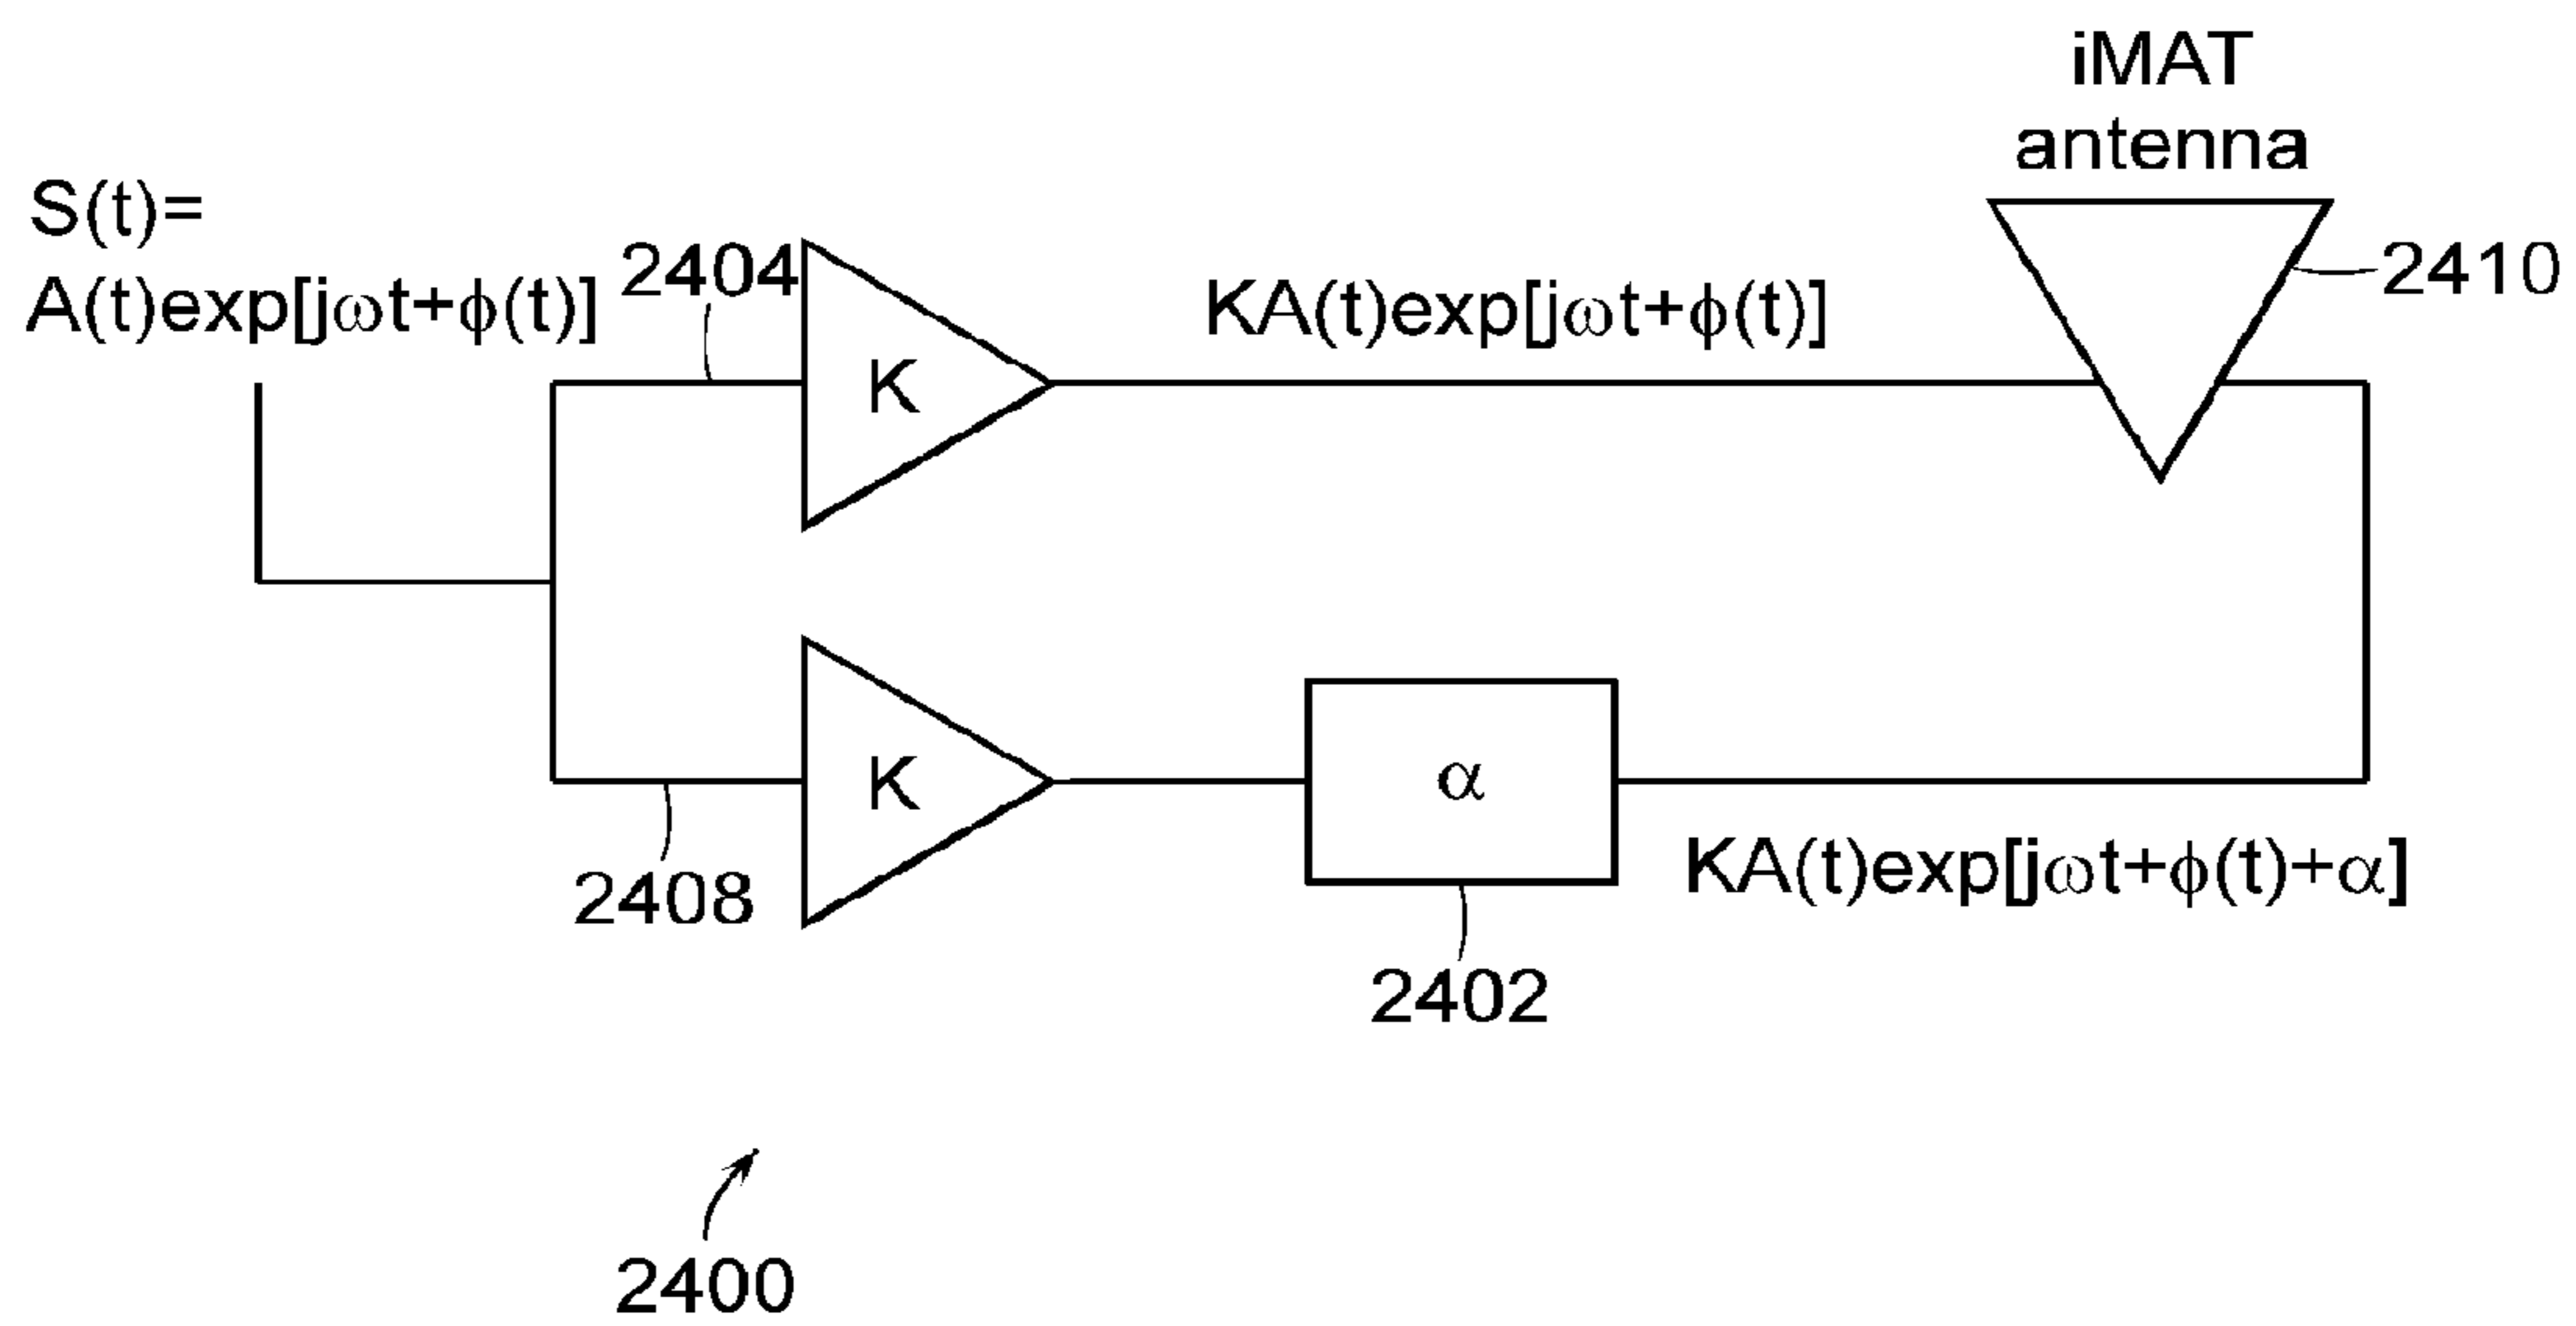 iMAT
antenna
S(t)=
A(t)exp[jωt+ϕ(t)]
2404
KA(t)exp[jωt+ϕ(t)]
2410
K
K
α
2408
KA(t)exp[jωt+ϕ(t)+α]
2402
2400